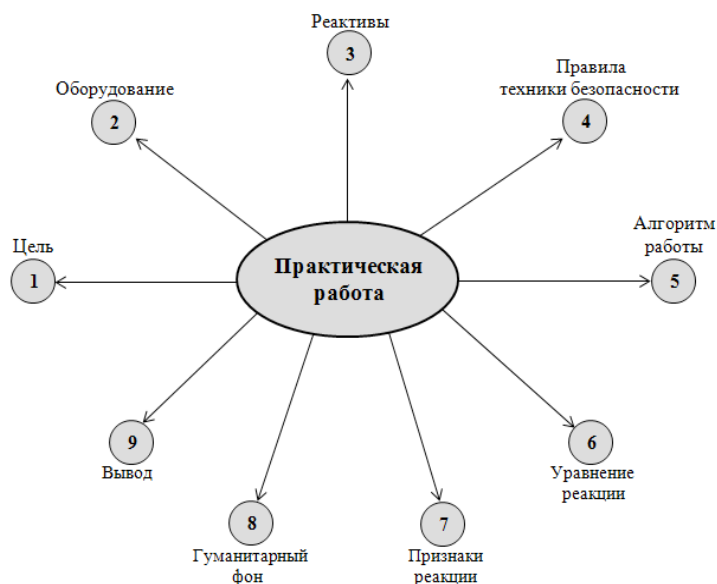 Практическая
работа
Цель
1
Оборудование
2
Реактивы
3
Правила
техники безопасности
4
Алгоритм
работы
5
6
Уравнение
реакции
7
Признаки
реакции
8
Гуманитарный
фон
9
Вывод